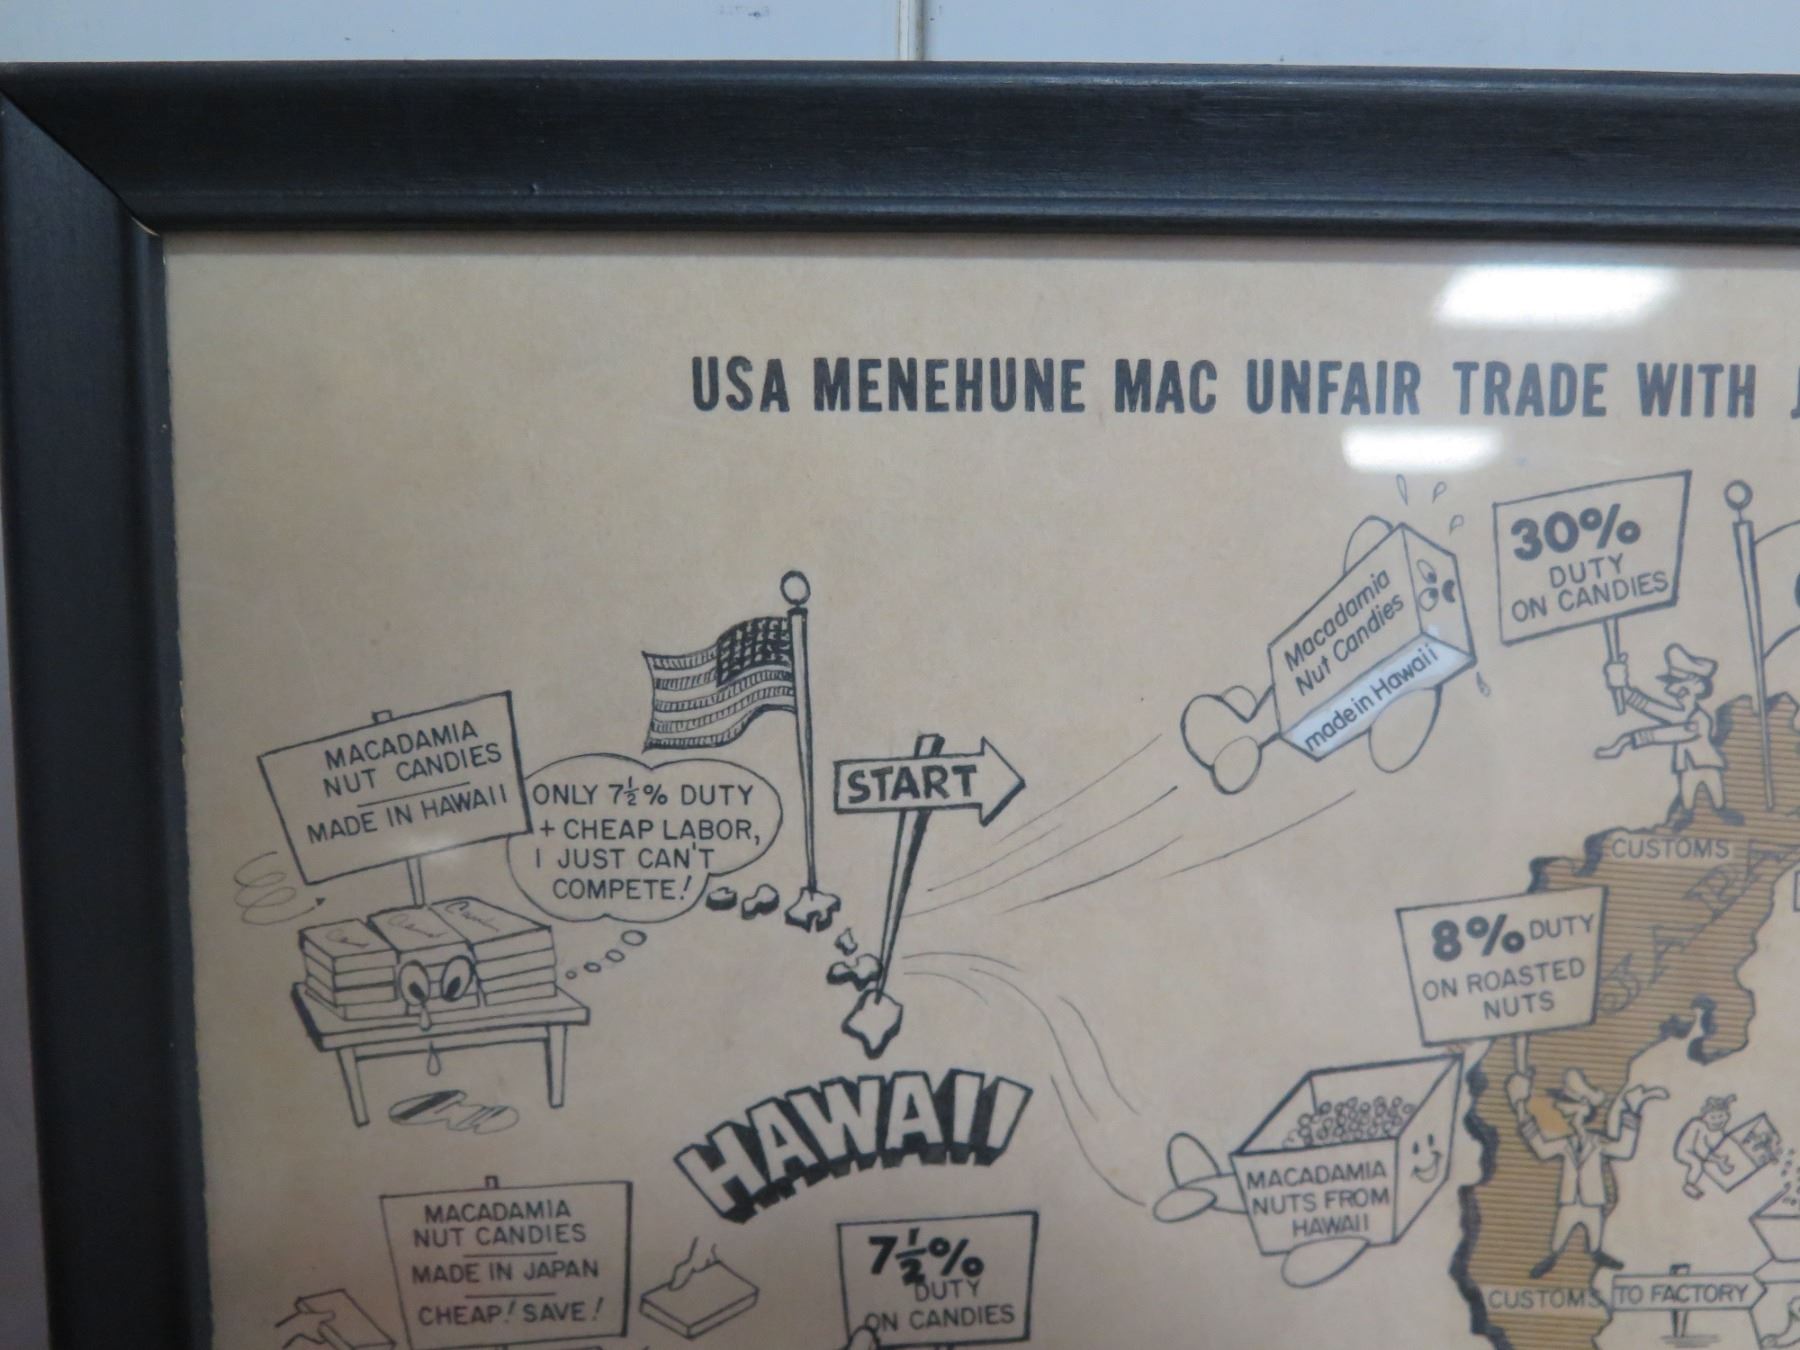 USA MENEHUNE MAC UNFAIR TRADE WITH
30%
DUTY
ON CANDIES
Macadamia
Nut Candies
made in Hawaii
MACADAMIA
NUT CANDIES
MADE IN HAWAII
ONLY 7½% DUTY
+ CHEAP LABOR,
I JUST CAN'T
COMPETE!
START
CUSTOMS
JAPAN
8% DUTY
ON ROASTED
NUTS
HAWAII
MACADAMIA
NUTS FROM
HAWAII
MACADAMIA
NUT CANDIES
MADE IN JAPAN
CHEAP! SAVE!
7½%
DUTY
ON CANDIES
CUSTOMS
TO FACTORY